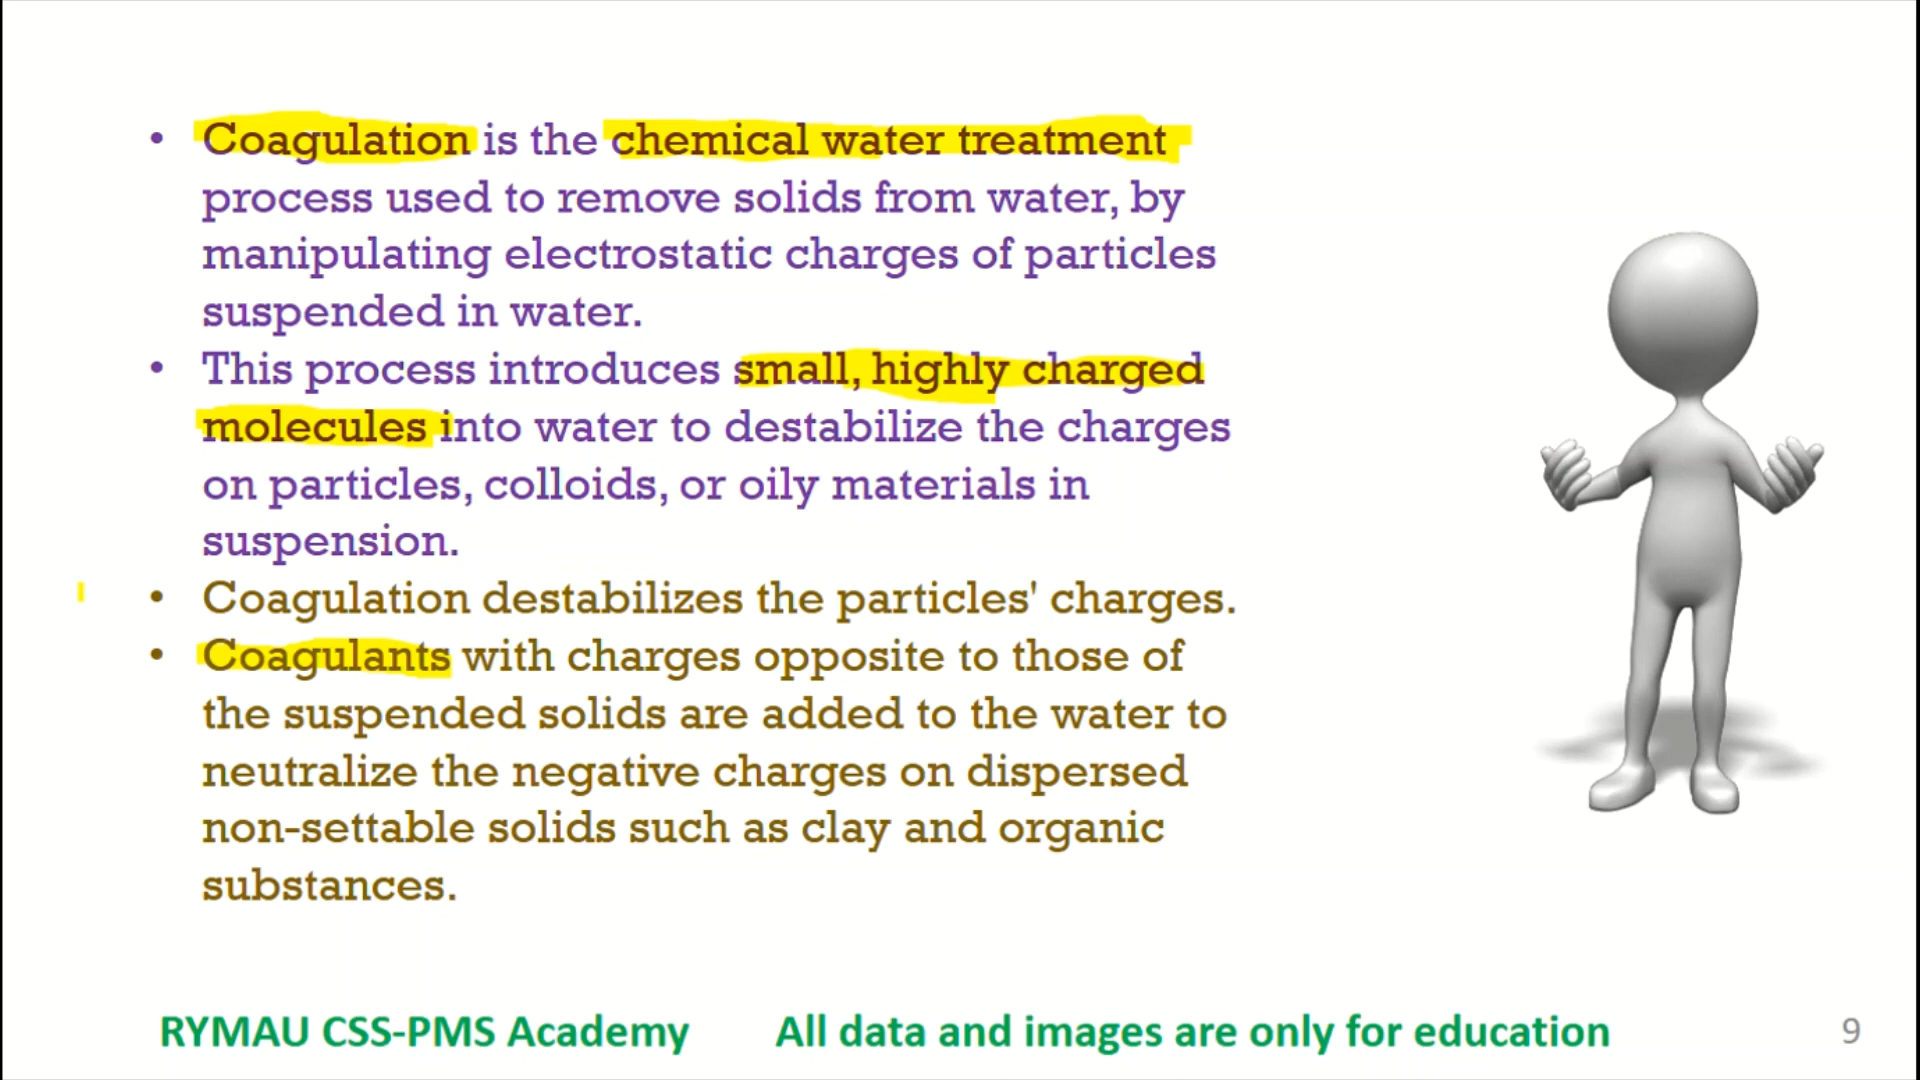 • Coagulation is the chemical water treatment
process used to remove solids from water, by
manipulating electrostatic charges of particles
suspended in water.
• This process introduces small, highly charged
molecules into water to destabilize the charges
on particles, colloids, or oily materials in
suspension.
• Coagulation destabilizes the particles' charges.
• Coagulants with charges opposite to those of
the suspended solids are added to the water to
neutralize the negative charges on dispersed
non-settable solids such as clay and organic
substances.
RYMAU CSS-PMS Academy All data and images are only for education 9